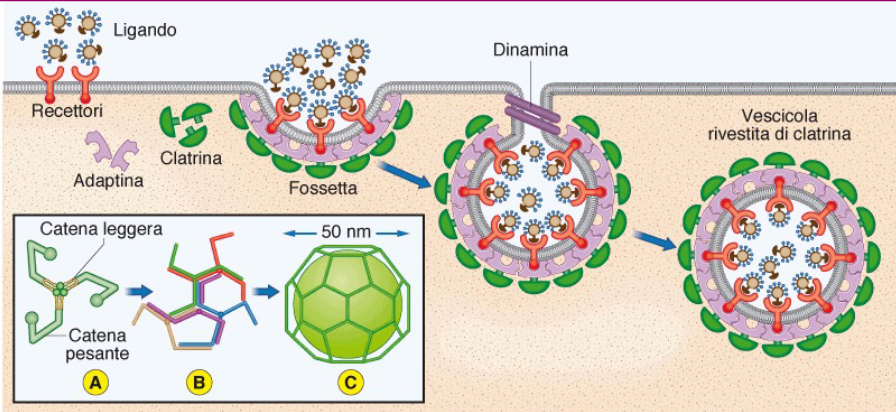 Ligando
Recettori
Adaptina
Clatrina
Fossetta
Dinamina
Vescicola
rivestita di clatrina
Catena leggera
Catena
pesante
50 nm
A
B
C